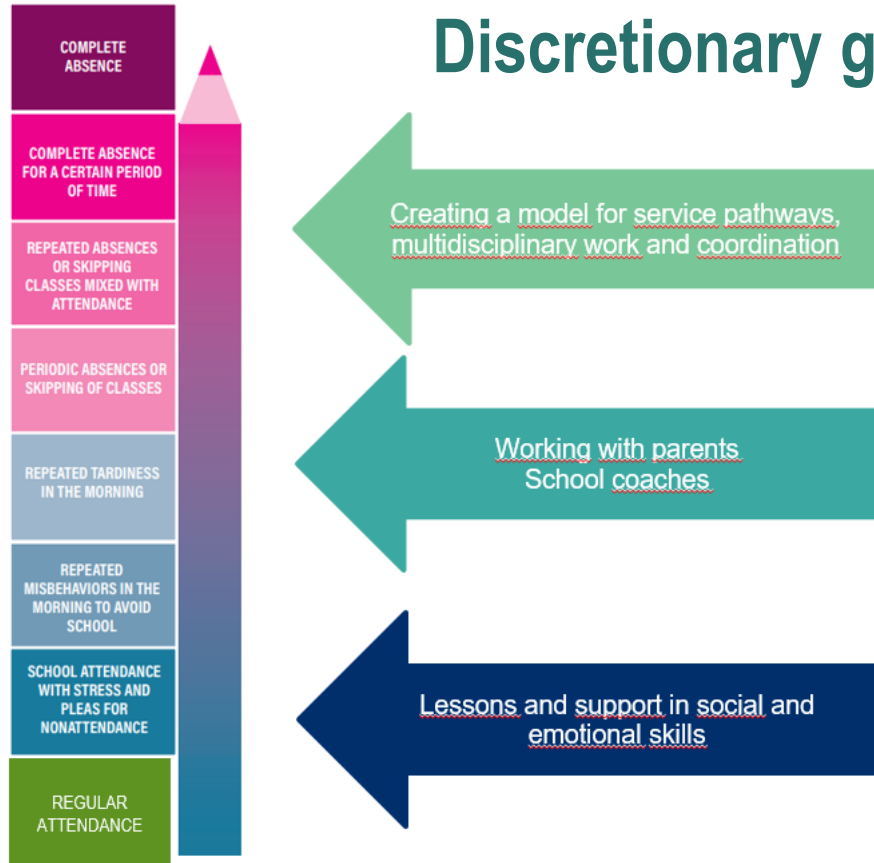 Discretionary g
COMPLETE
ABSENCE
COMPLETE ABSENCE
FOR A CERTAIN PERIOD
OF TIME
REPEATED ABSENCES
OR SKIPPING
CLASSES MIXED WITH
ATTENDANCE
PERIODIC ABSENCES OR
SKIPPING OF CLASSES
REPEATED TARDINESS
IN THE MORNING
REPEATED
MISBEHAVIORS IN THE
MORNING TO AVOID
SCHOOL
SCHOOL ATTENDANCE
WITH STRESS AND
PLEAS FOR
NONATTENDANCE
REGULAR
ATTENDANCE
Creating a model for service pathways,
multidisciplinary work and coordination
Working with parents
School coaches
Lessons and support in social and
emotional skills